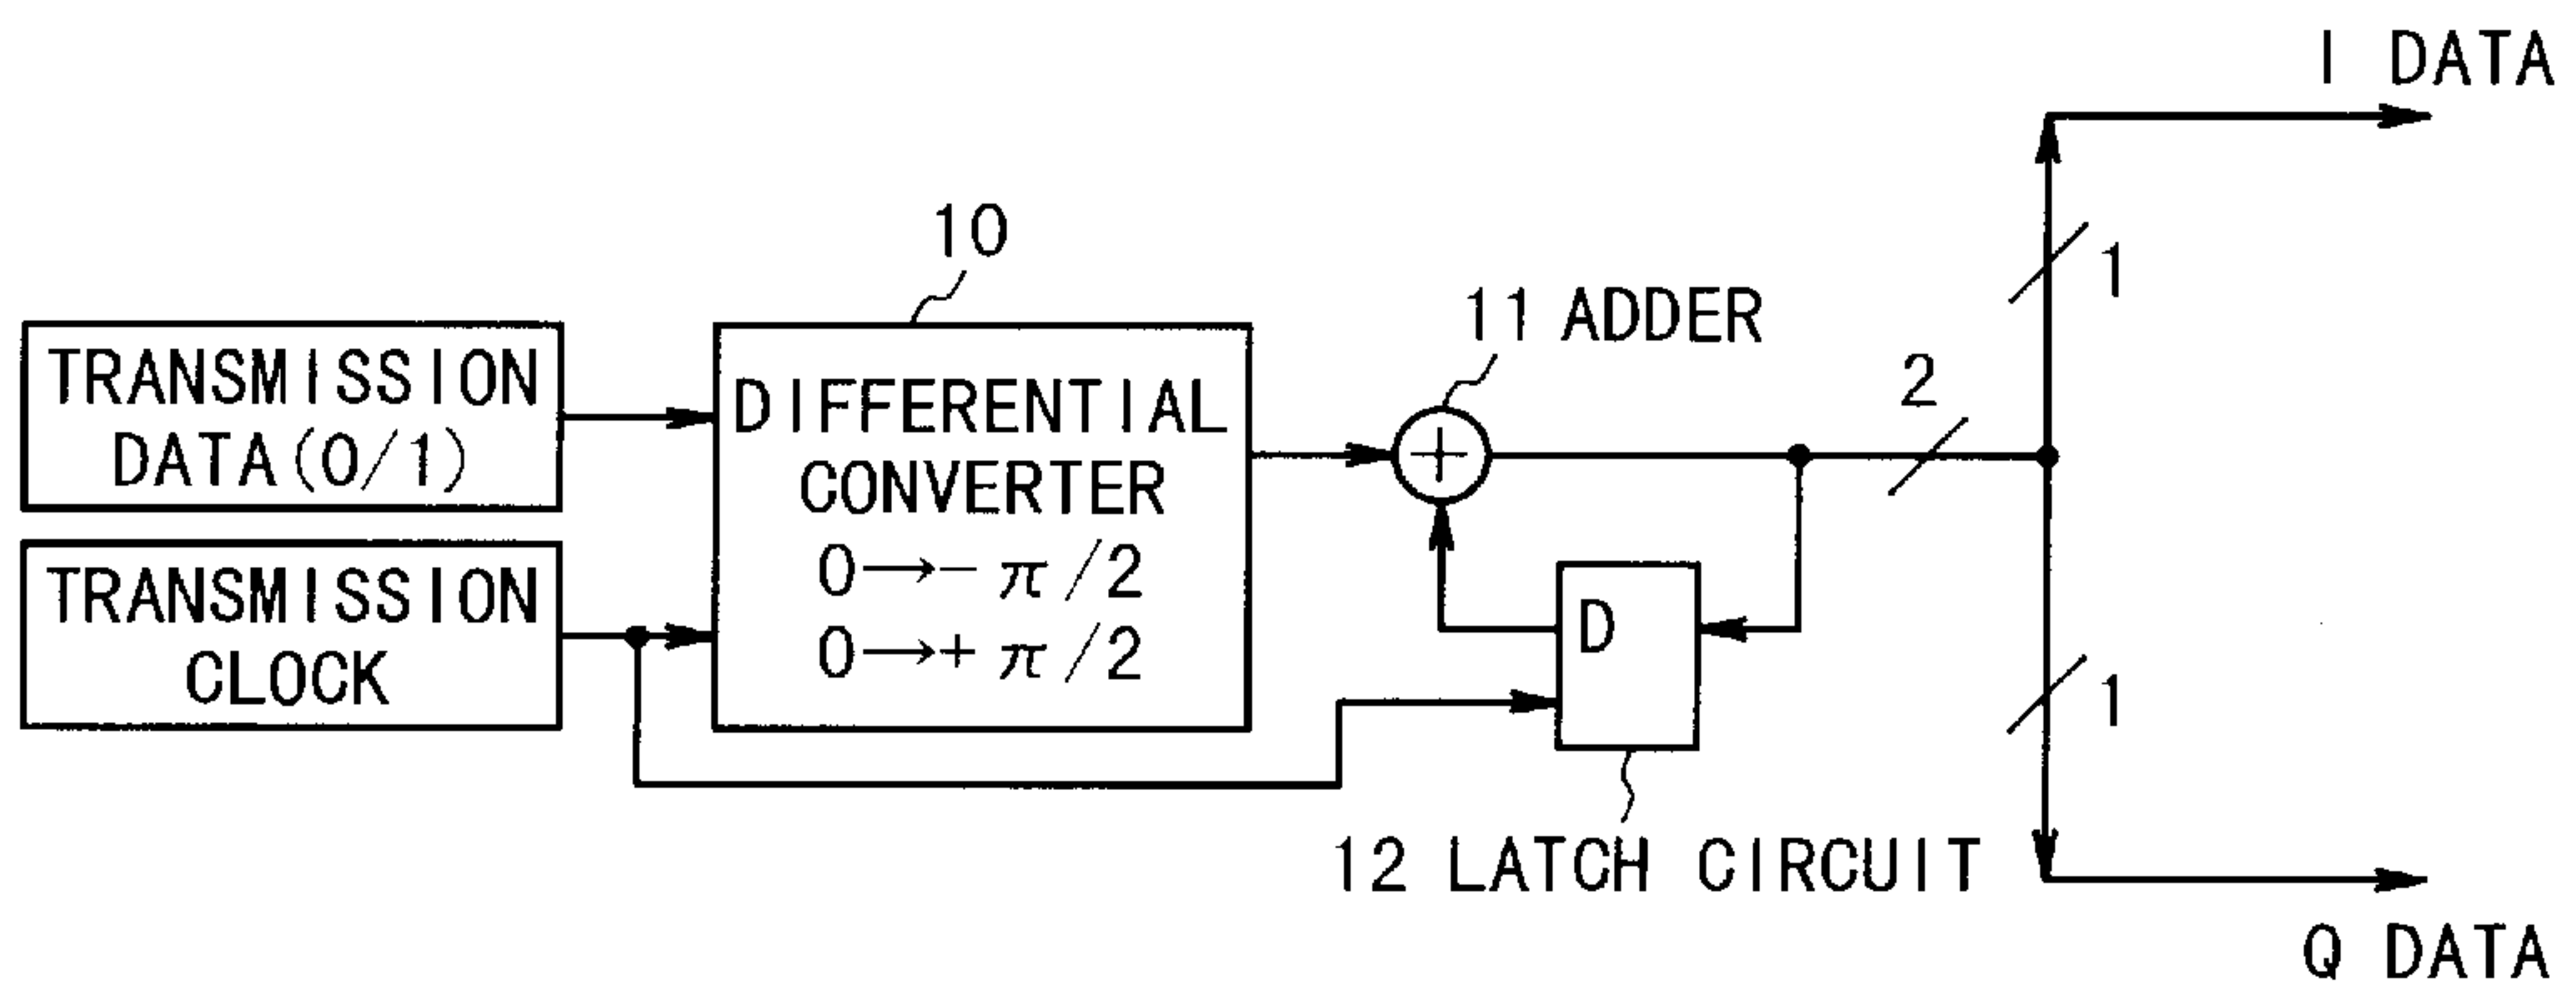 I DATA
10
11 ADDER
TRANSMISSION
DATA(0/1)
DIFFERENTIAL
CONVERTER
0→− π/2
0→+ π/2
2
1
TRANSMISSION
CLOCK
D
1
12 LATCH CIRCUIT
Q DATA